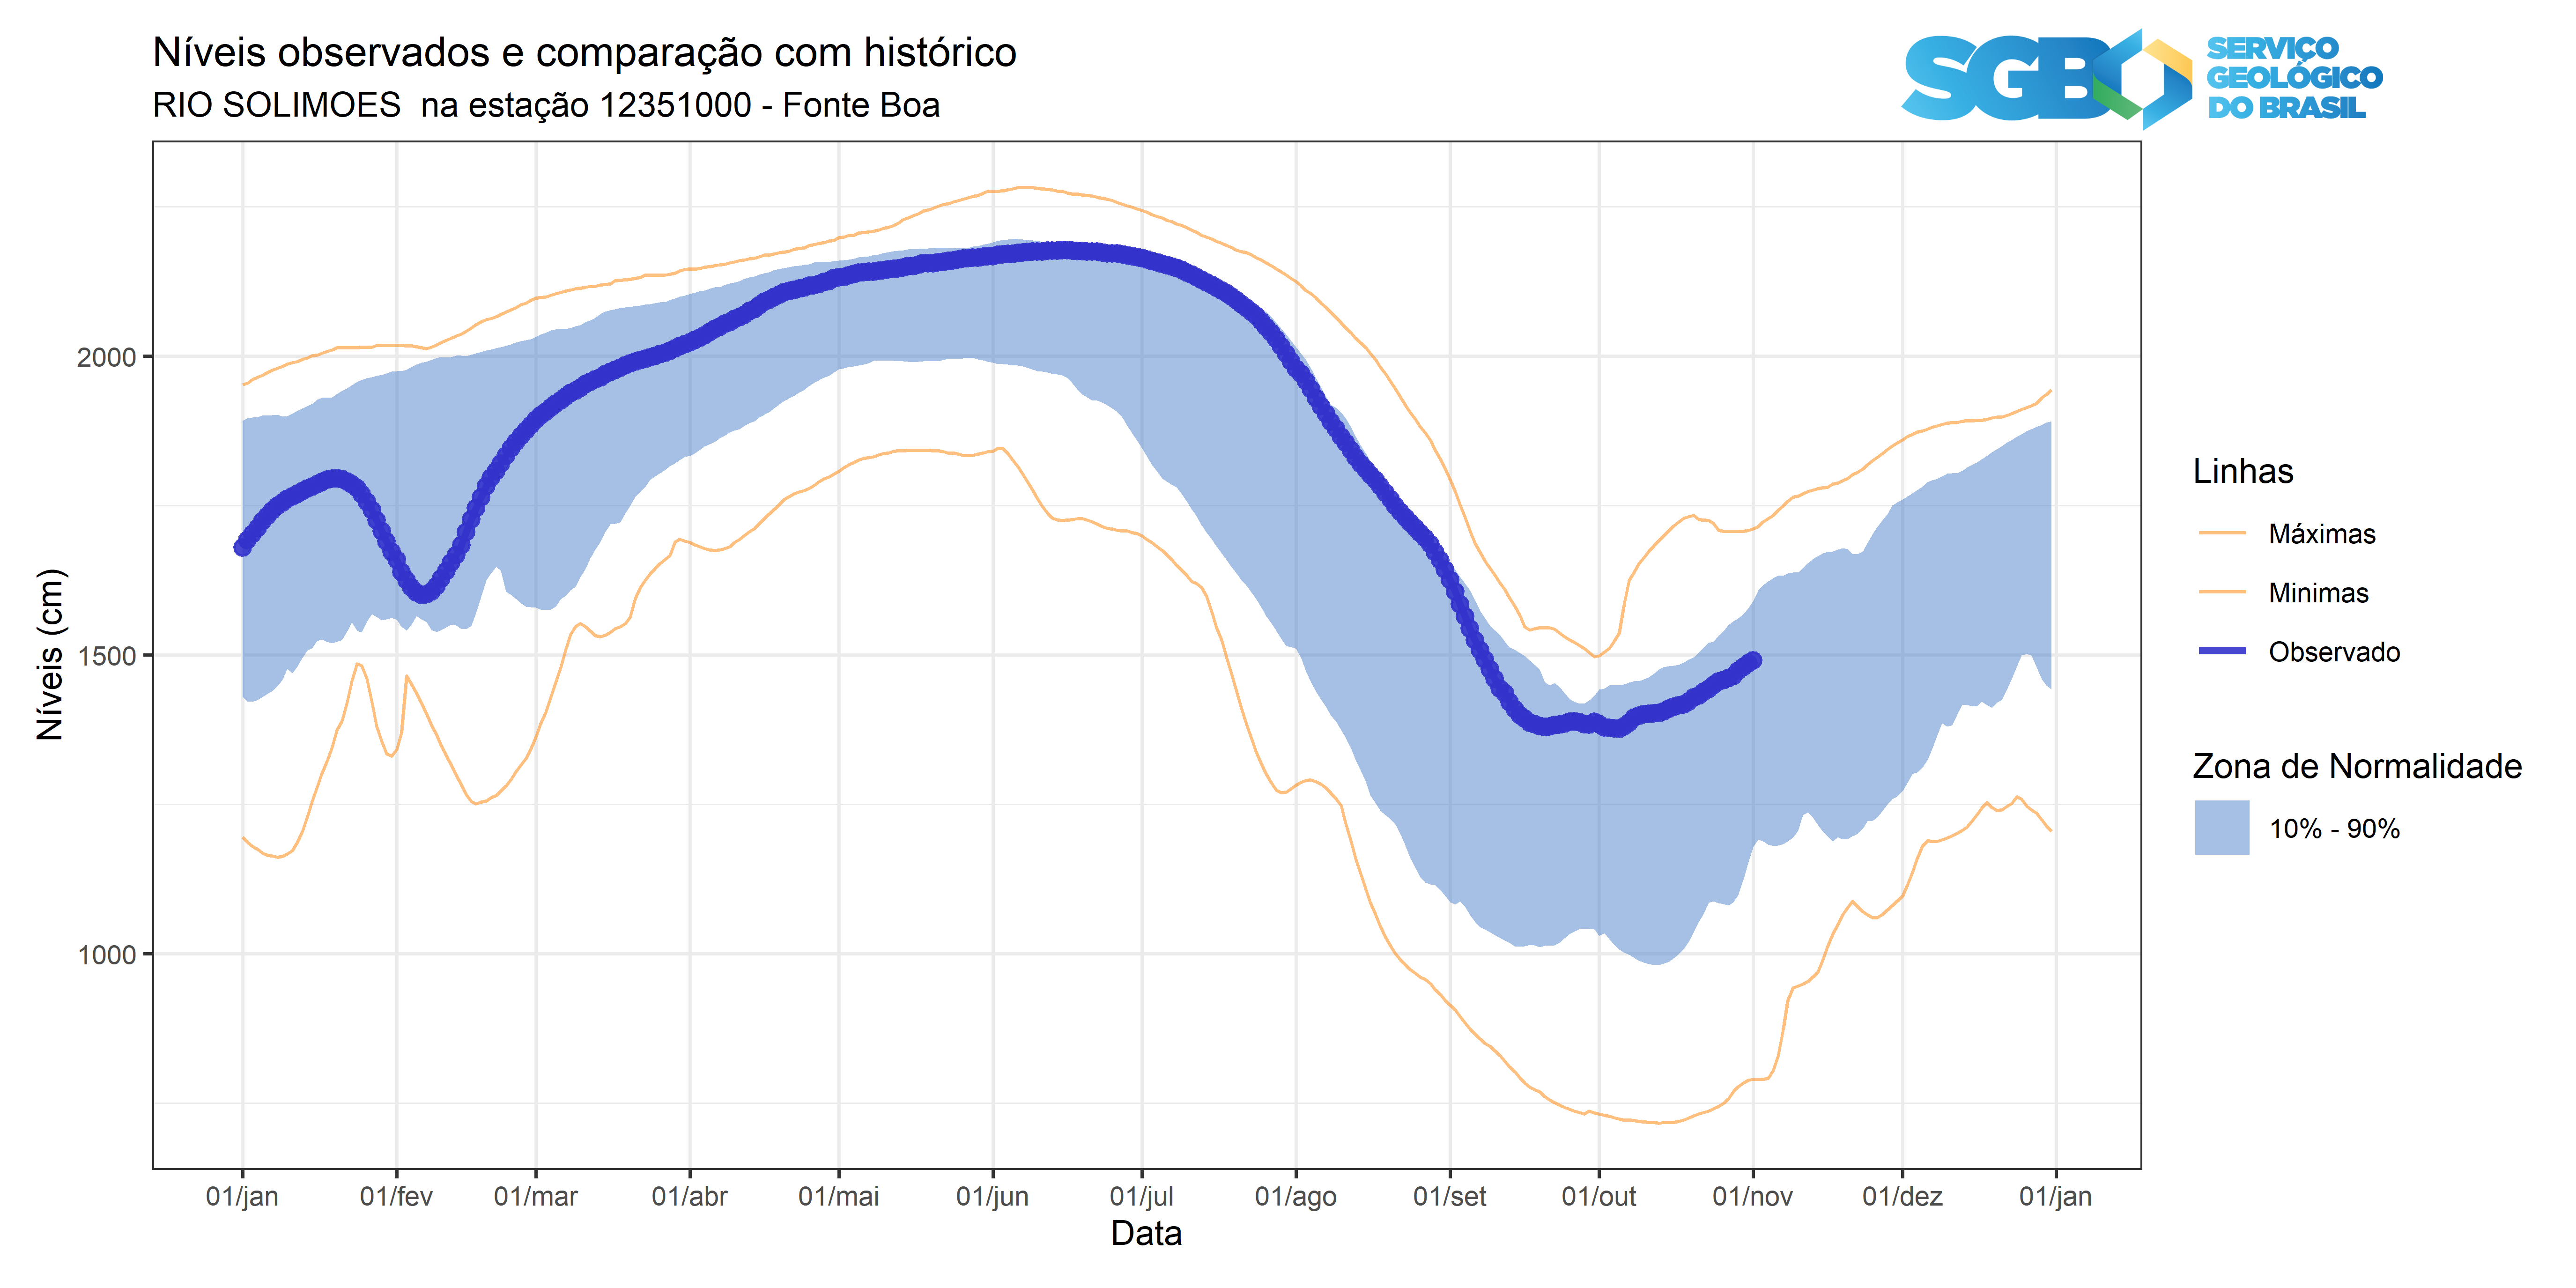 Níveis observados e comparação com histórico
RIO SOLIMOES  na estação 12351000 - Fonte Boa
SGB
SERVIÇO
GEOLÓGICO
DO BRASIL
Níveis (cm)
2000
1500
1000
01/jan 01/fev 01/mar 01/abr 01/mai 01/jun 01/jul 01/ago 01/set 01/out 01/nov 01/dez 01/jan
Data
Linhas
Máximas
Minimas
Observado
Zona de Normalidade
10% - 90%